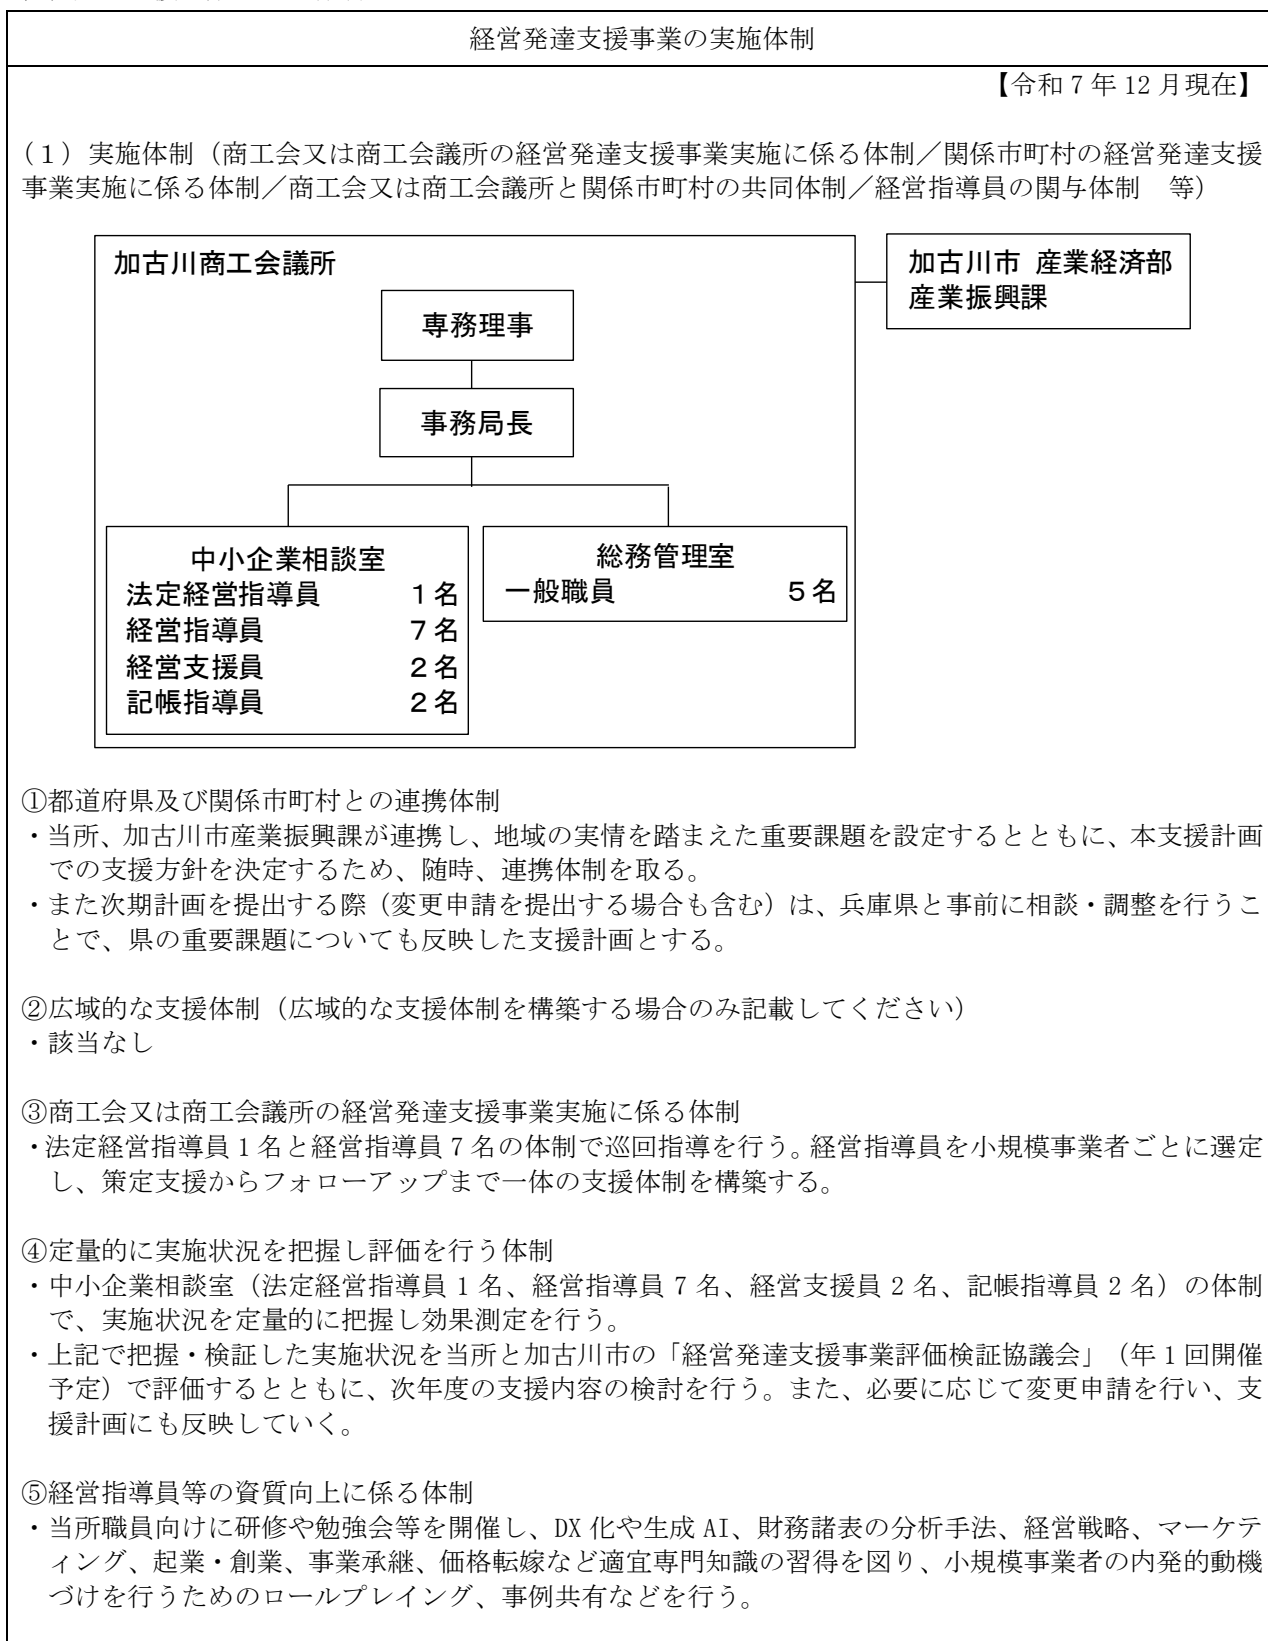 経営発達支援事業の実施体制
【令和 7 年 12 月現在】
(１) 実施体制（商工会又は商工会議所の経営発達支援事業実施に係る体制／関係市町村の経営発達支援
事業実施に係る体制／商工会又は商工会議所と関係市町村の共同体制／経営指導員の関与体制　等）
加古川商工会議所
加古川市 産業経済部
産業振興課
専務理事
事務局長
中小企業相談室
法定経営指導員　１名
経営指導員　７名
経営支援員　２名
記帳指導員　２名
総務管理室
一般職員　５名
①都道府県及び関係市町村との連携体制
・当所、加古川市産業振興課が連携し、地域の実情を踏まえた重要課題を設定するとともに、本支援計画
での支援方針を決定するため、随時、連携体制を取る。
・また次期計画を提出する際（変更申請を提出する場合も含む）は、兵庫県と事前に相談・調整を行うこ
とで、県の重要課題についても反映した支援計画とする。
②広域的な支援体制（広域的な支援体制を構築する場合のみ記載してください）
・該当なし
③商工会又は商工会議所の経営発達支援事業実施に係る体制
・法定経営指導員 1 名と経営指導員 7 名の体制で巡回指導を行う。経営指導員を小規模事業者ごとに選定
し、策定支援からフォローアップまで一体の支援体制を構築する。
④定量的に実施状況を把握し評価を行う体制
・中小企業相談室（法定経営指導員 1 名、経営指導員 7 名、経営支援員 2 名、記帳指導員 2 名）の体制
で、実施状況を定量的に把握し効果測定を行う。
・上記で把握・検証した実施状況を当所と加古川市の「経営発達支援事業評価検証協議会」（年 1 回開催
予定）で評価するとともに、次年度の支援内容の検討を行う。また、必要に応じて変更申請を行い、支
援計画にも反映していく。
⑤経営指導員等の資質向上に係る体制
・当所職員向けに研修や勉強会等を開催し、DX 化や生成 AI、財務諸表の分析手法、経営戦略、マーケテ
ィング、起業・創業、事業承継、価格転嫁など適宜専門知識の習得を図り、小規模事業者の内発的動機
づけを行うためのロールプレイング、事例共有などを行う。